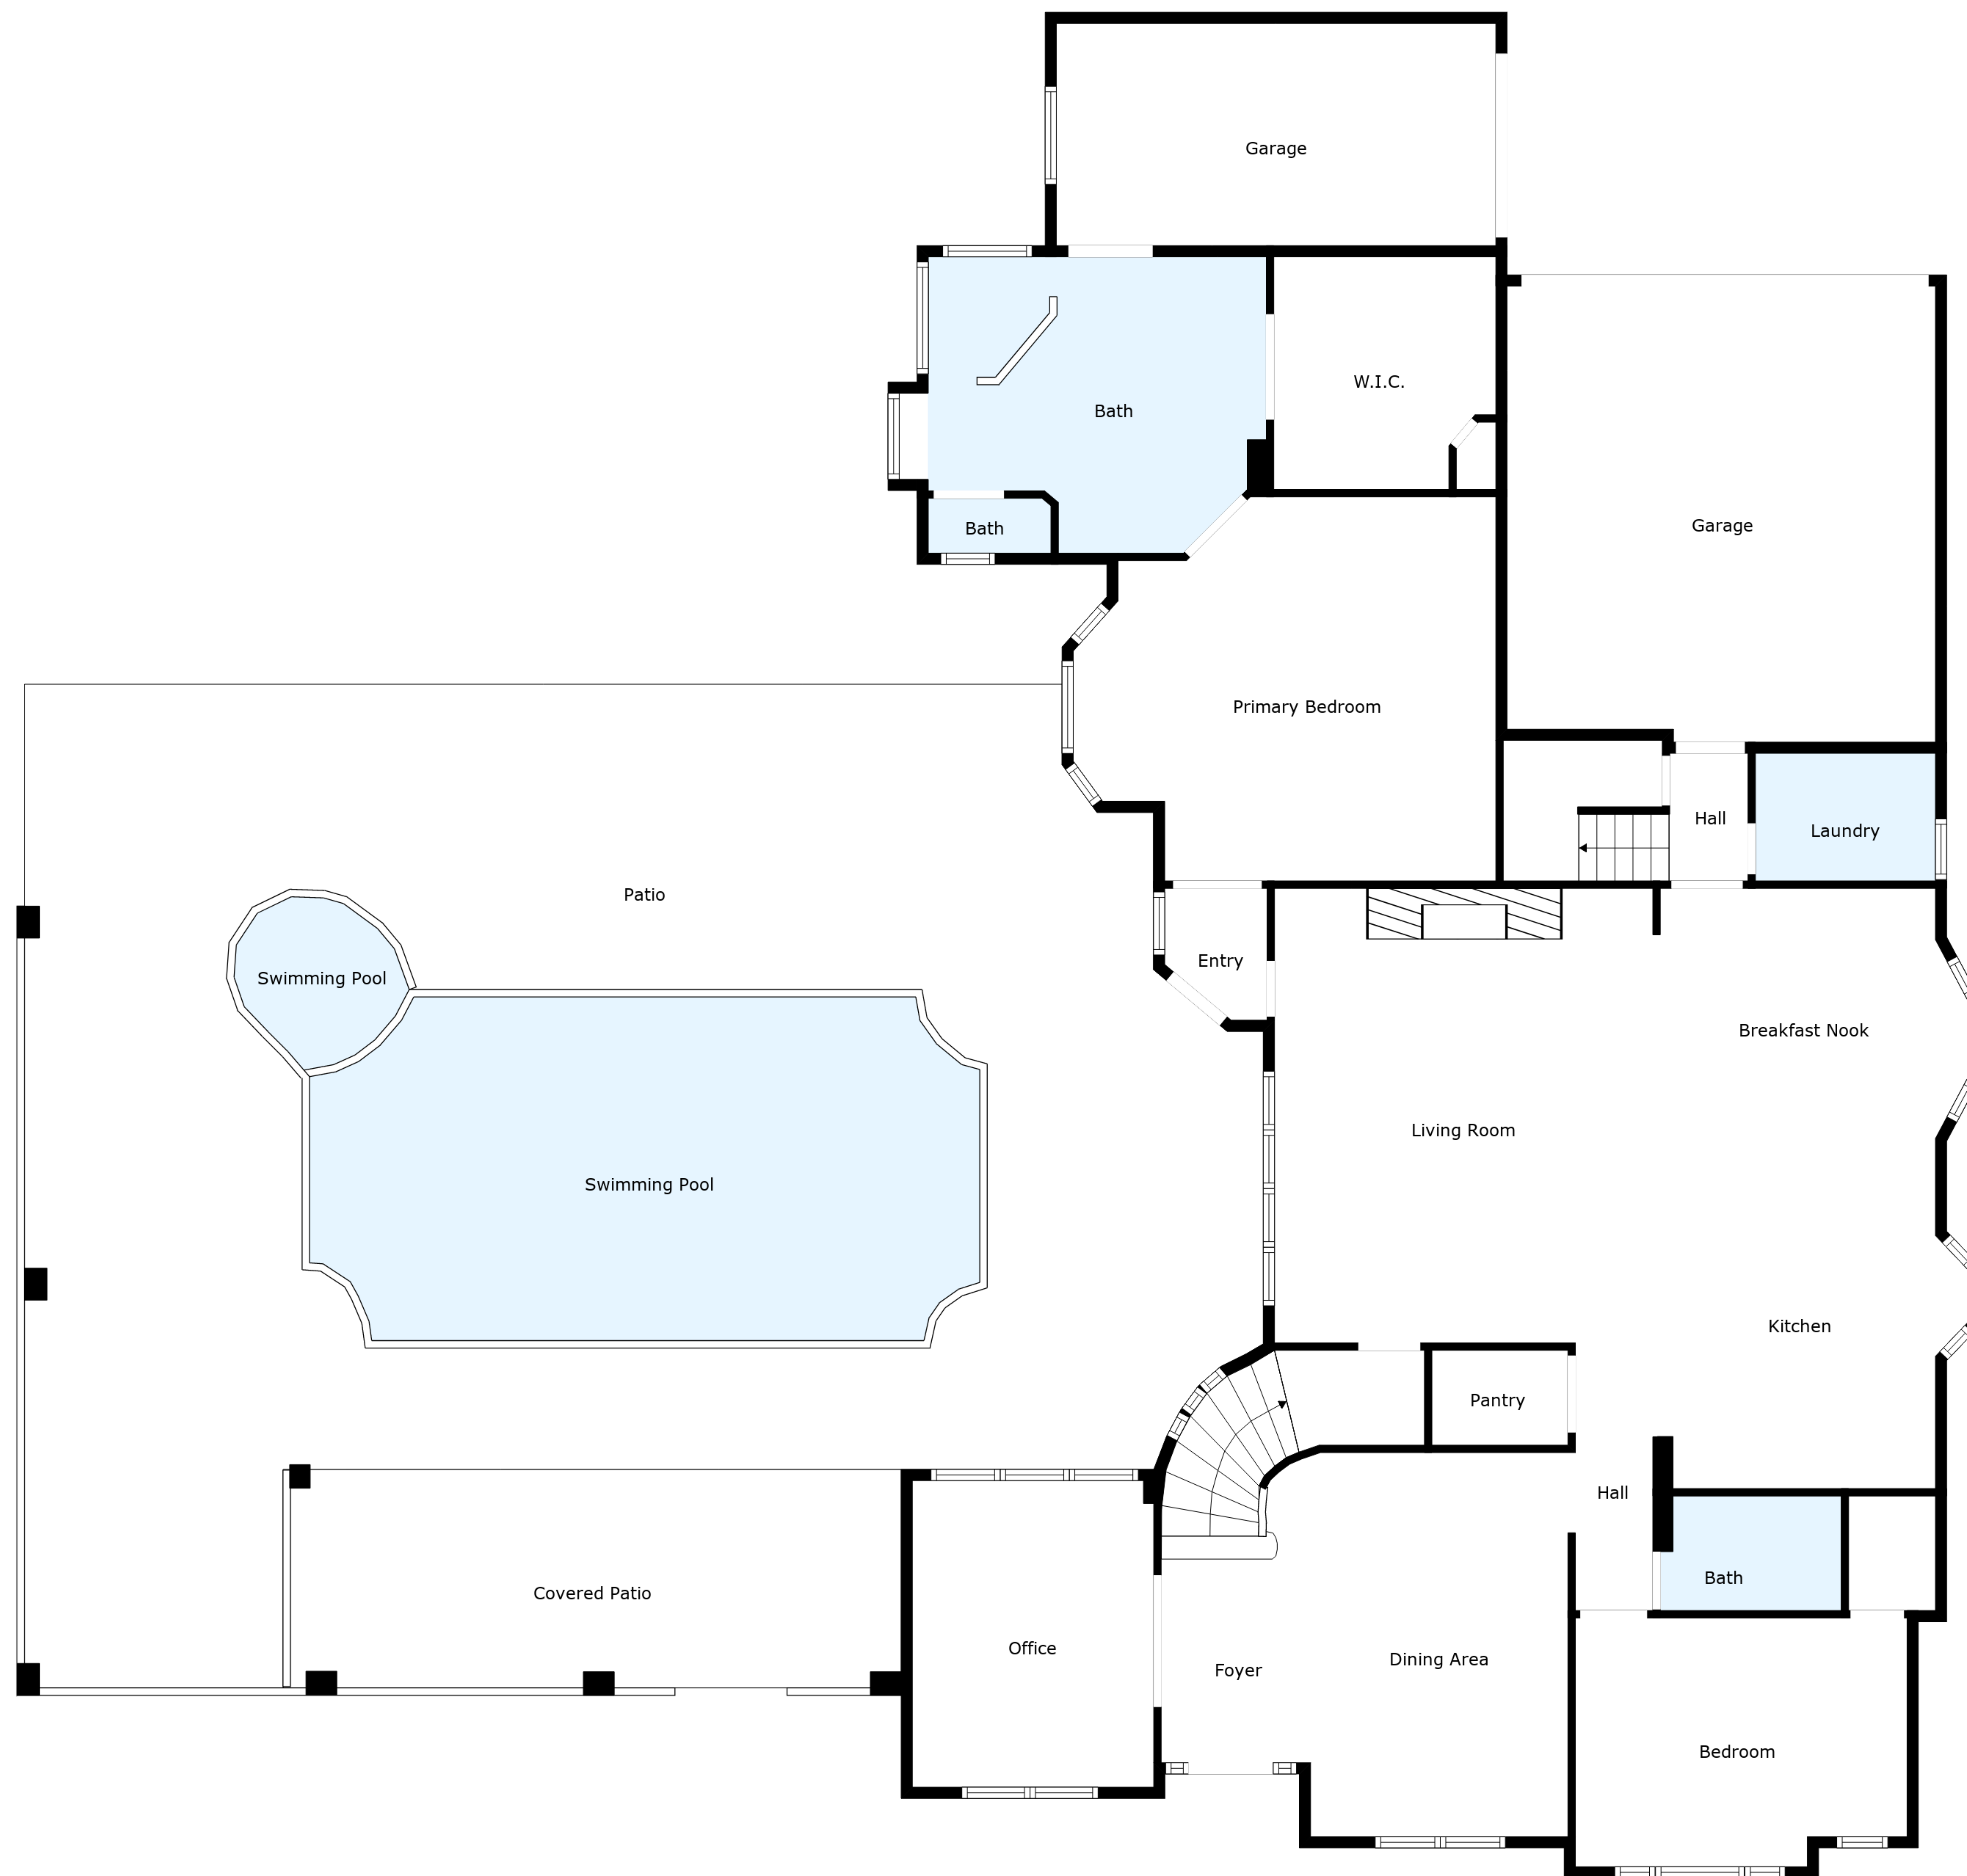 Garage
W.I.C.
Bath
Garage
Bath
Primary Bedroom
Hall
Laundry
Patio
Entry
Swimming Pool
Breakfast Nook
Living Room
Swimming Pool
Kitchen
Pantry
Hall
Bath
Covered Patio
Office
Dining Area
Foyer
Bedroom